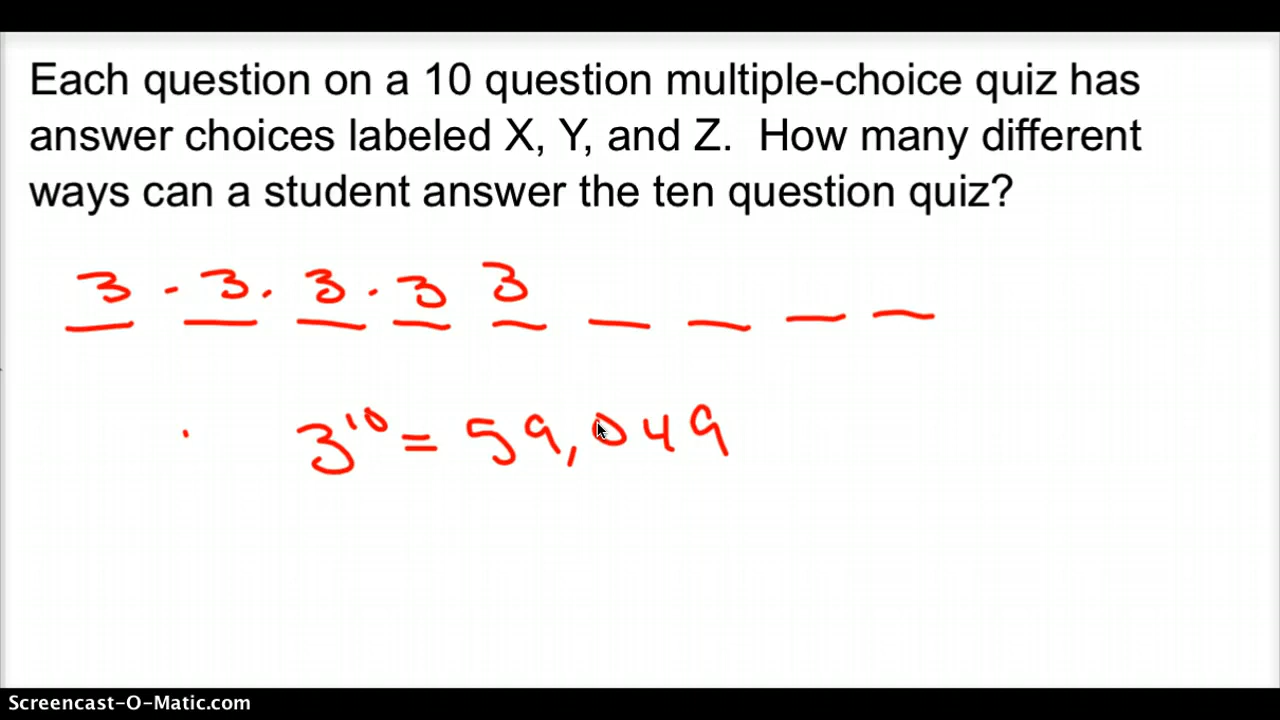 Each question on a 10 question multiple-choice quiz has
answer choices labeled X, Y, and Z. How many different
ways can a student answer the ten question quiz?
3 · 3 · 3 · 3 3
3¹⁰ = 59,049
Screencast-O-Matic.com